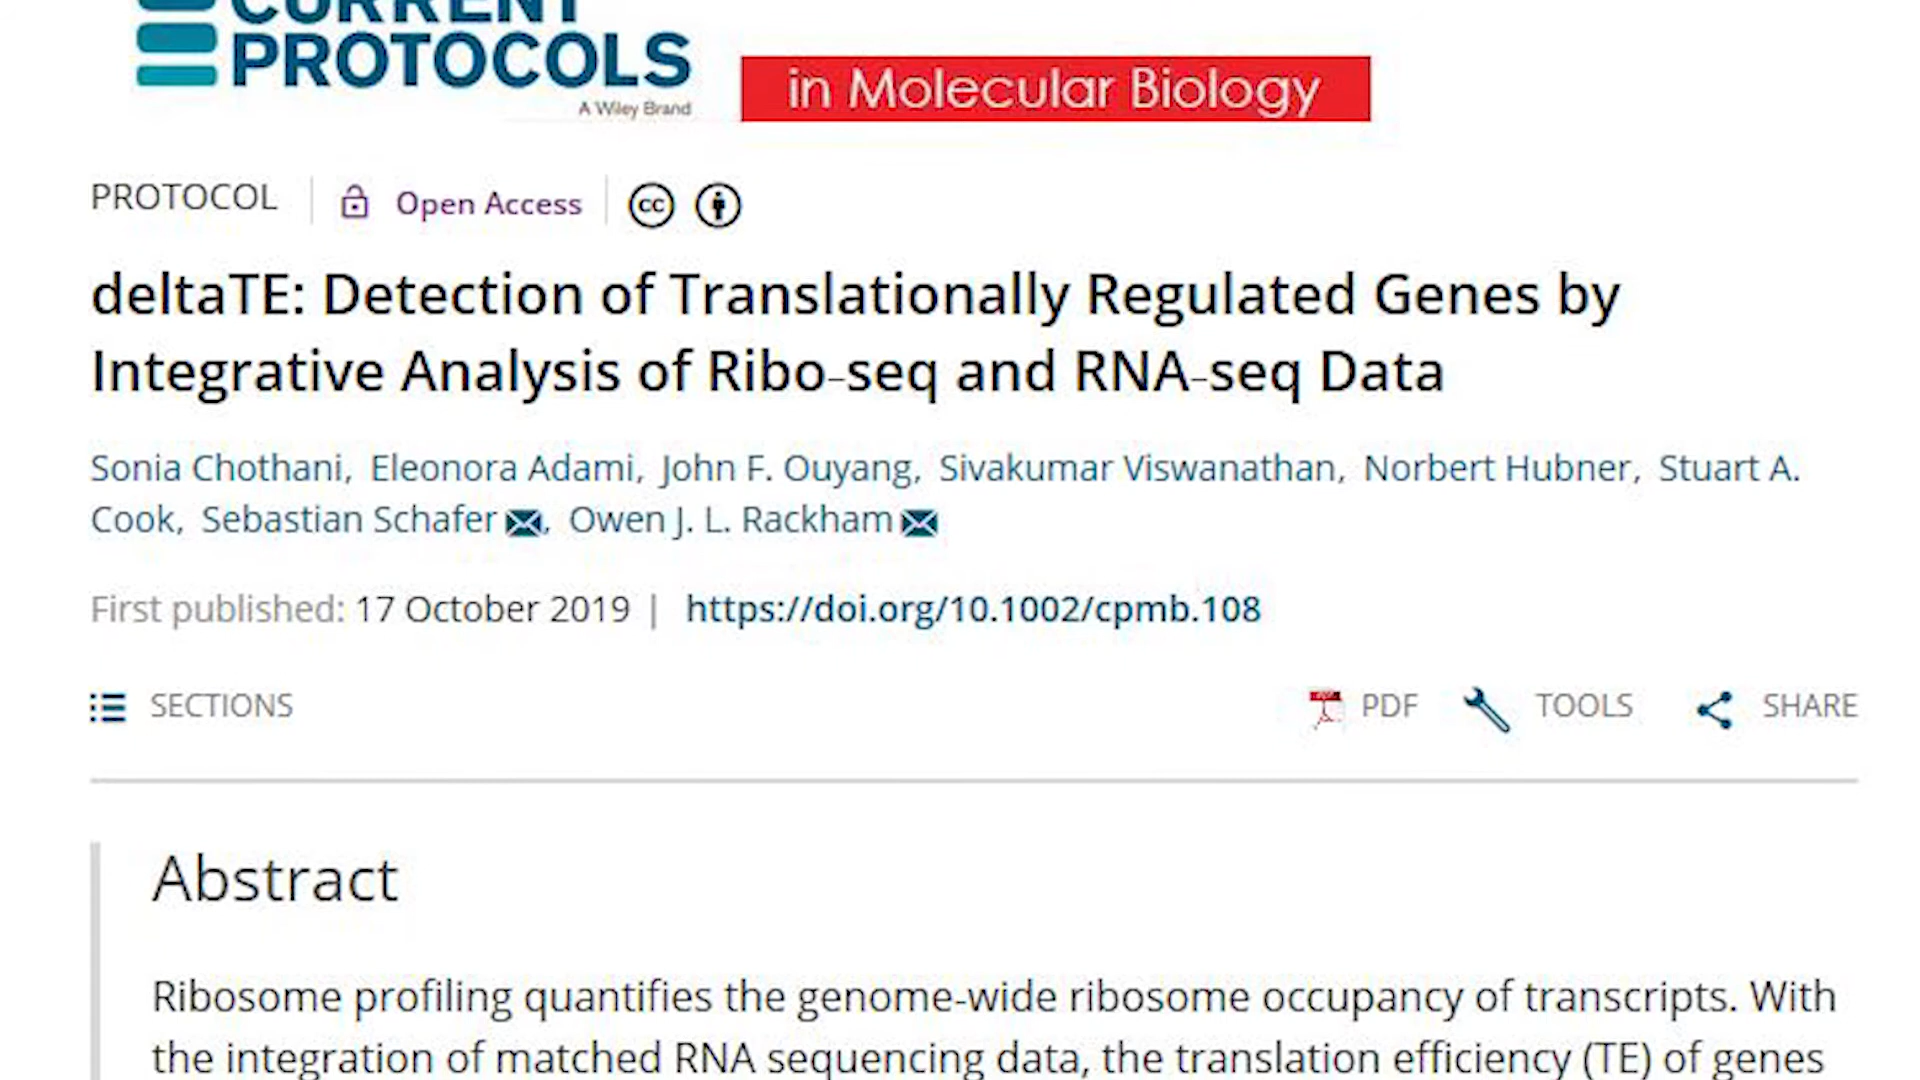 CURRENT
PROTOCOLS
A Wiley Brand
in Molecular Biology
PROTOCOL
Open Access
cc
deltaTE: Detection of Translationally Regulated Genes by
Integrative Analysis of Ribo-seq and RNA-seq Data
Sonia Chothani, Eleonora Adami, John F. Ouyang, Sivakumar Viswanathan, Norbert Hubner, Stuart A.
Cook, Sebastian Schafer, Owen J. L. Rackham
First published: 17 October 2019 | https://doi.org/10.1002/cpmb.108
SECTIONS
PDF
TOOLS
SHARE
Abstract
Ribosome profiling quantifies the genome-wide ribosome occupancy of transcripts. With
the integration of matched RNA sequencing data, the translation efficiency (TE) of genes